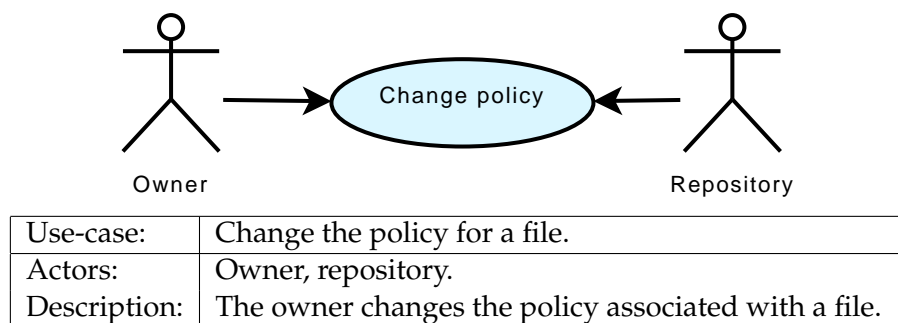 Change policy
Owner Repository
Use-case: Change the policy for a file.
Actors: Owner, repository.
Description: The owner changes the policy associated with a file.